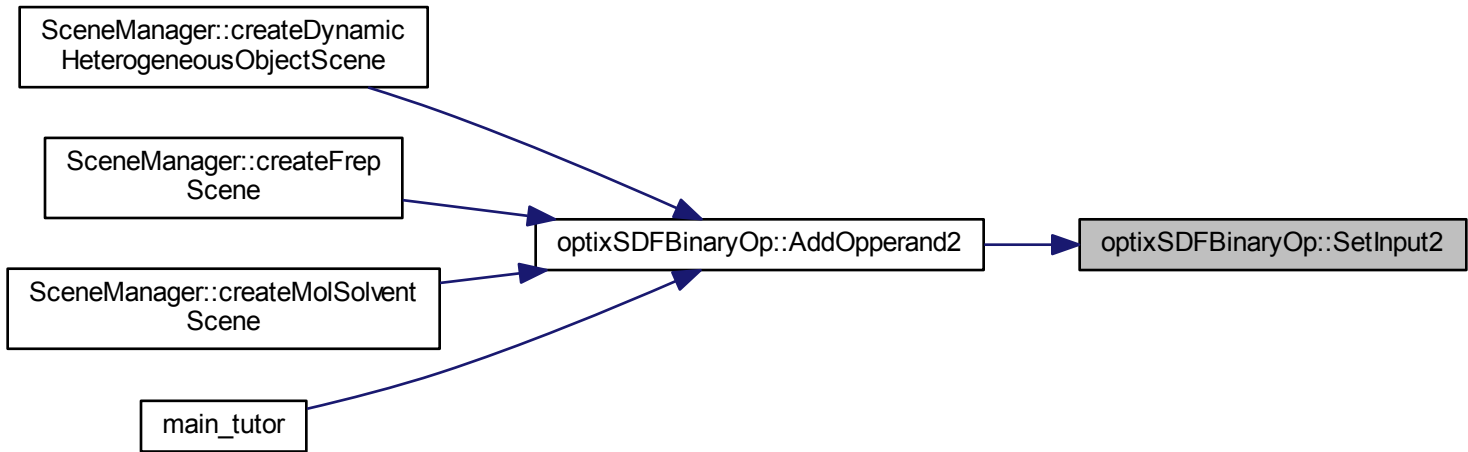 SceneManager::createDynamic
HeterogeneousObjectScene
SceneManager::createFrep
Scene
SceneManager::createMolSolvent
Scene
main_tutor
optixSDFBinaryOp::AddOpperand2
optixSDFBinaryOp::SetInput2